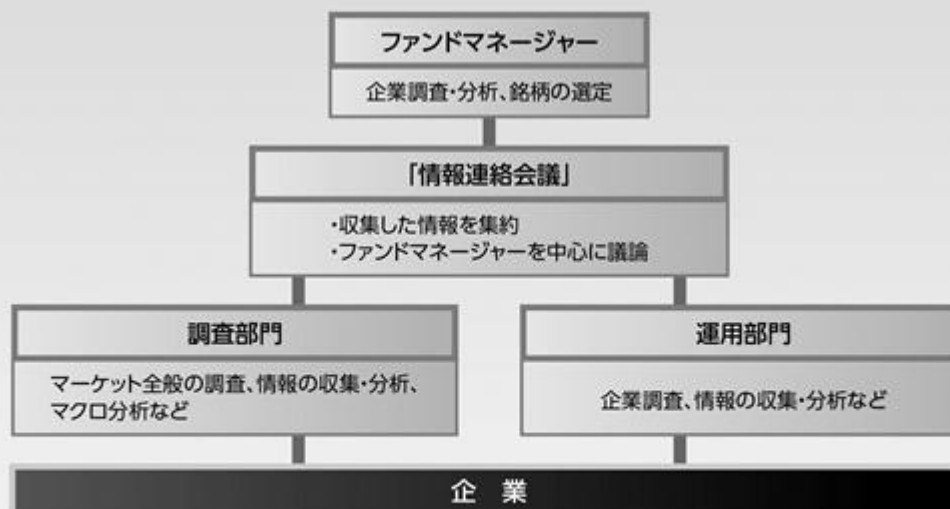 ファンドマネージャー
企業調査・分析、銘柄の選定
「情報連絡会議」
・収集した情報を集約
・ファンドマネージャーを中心に議論
調査部門
マーケット全般の調査、情報の収集・分析、
マクロ分析など
運用部門
企業調査、情報の収集・分析など
企 業